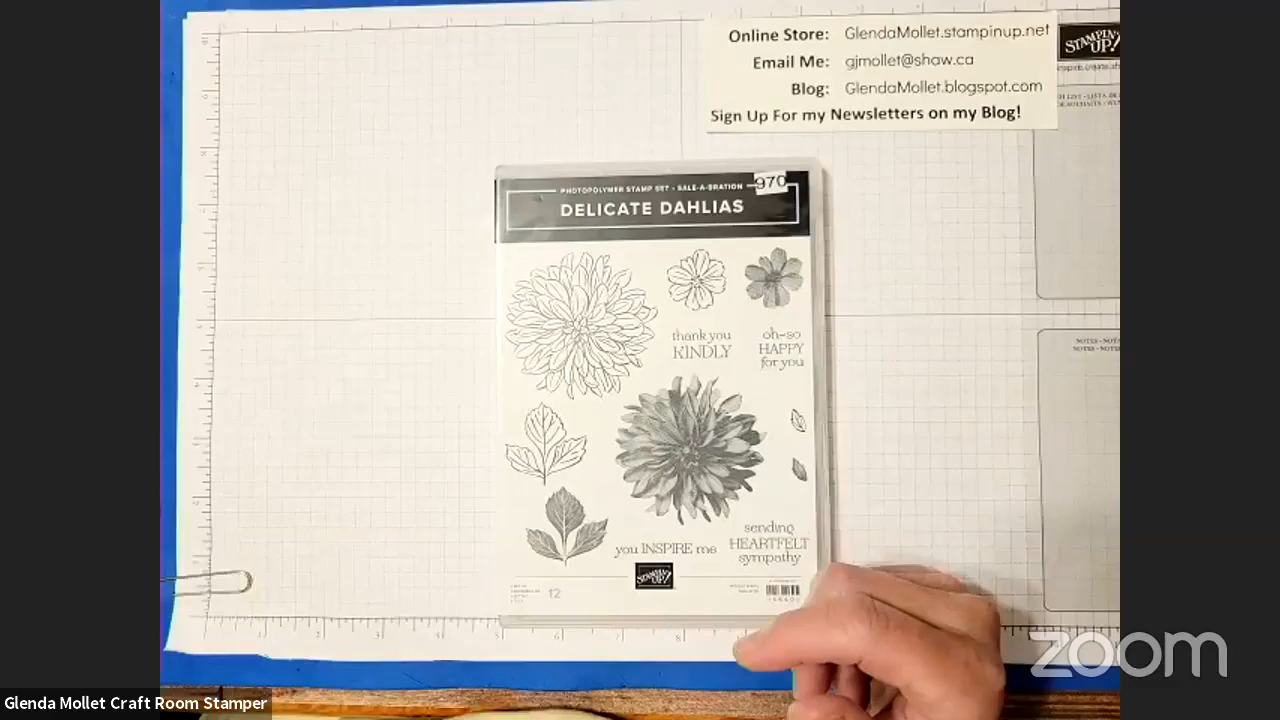 Online Store: GlendaMollet.stampinup.net
Email Me: gjmollet@shaw.ca
Blog: GlendaMollet.blogspot.com
Sign Up For my Newsletters on my Blog!
STAMPIN' UP!
PHOTOPOLYMER STAMP SET • SALE-A-BRATION
970
DELICATE DAHLIAS
thank you
KINDLY
oh-so
HAPPY
for you
you INSPIRE me
sending
HEARTFELT
sympathy
STAMPIN' UP!
12
zoom
Glenda Mollet Craft Room Stamper